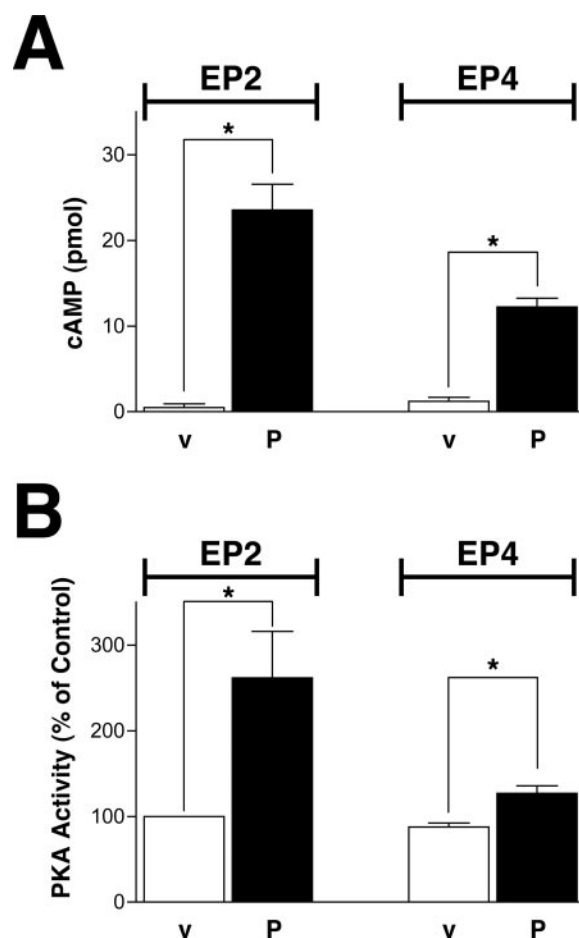 A
EP2 EP4
* *
cAMP (pmol)
30
20
10
0
v P v P
B
EP2 EP4
* *
PKA Activity (% of Control)
300
200
100
0
v P v P